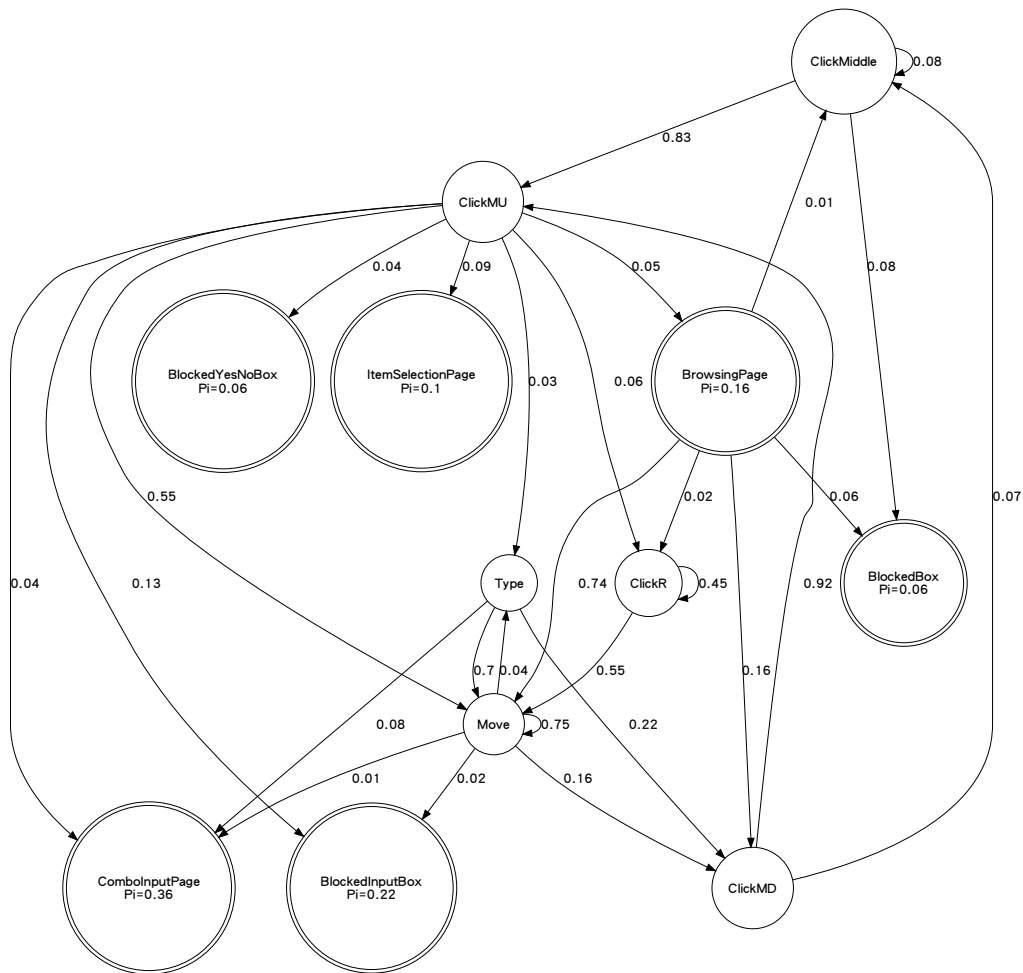 ClickMiddle
0.08
0.83
ClickMU
0.01
0.04
0.09
0.05
0.08
BlockedYesNoBox
Pi=0.06
ItemSelectionPage
Pi=0.1
0.03
0.06
BrowsingPage
Pi=0.16
0.55
0.02
0.06
0.07
0.04
0.13
Type
0.74
ClickR
0.45
0.92
BlockedBox
Pi=0.06
0.7
0.04
0.55
0.16
0.08
Move
0.75
0.22
0.01
0.02
0.16
ComboInputPage
Pi=0.36
BlockedInputBox
Pi=0.22
ClickMD